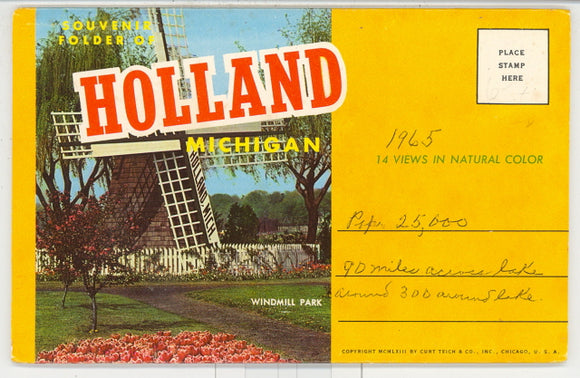 SOUVENIR
FOLDER OF
HOLLAND
MICHIGAN
WINDMILL PARK
PLACE
STAMP
HERE
1965
14 VIEWS IN NATURAL COLOR
Pop. 25,000
90 miles across lake
around 300 around lake.
COPYRIGHT MCMLXIII BY CURT TEICH & CO., INC., CHICAGO, U. S. A.